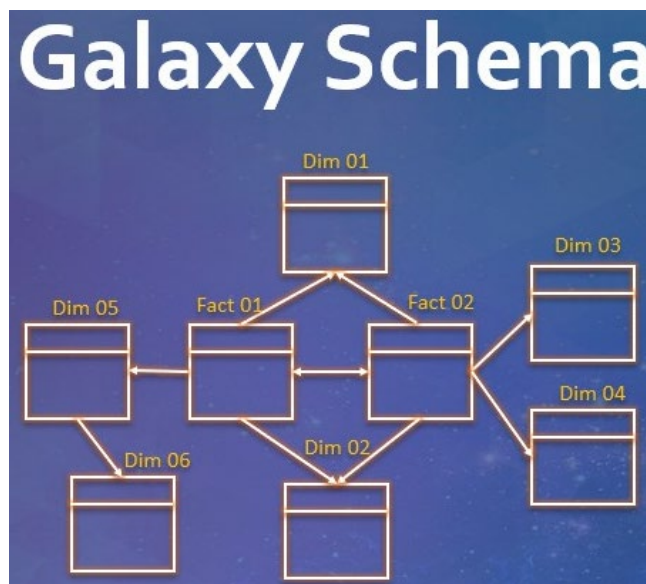 Galaxy Schema
Dim 01
Dim 03
Dim 05
Fact 01
Fact 02
Dim 04
Dim 02
Dim 06